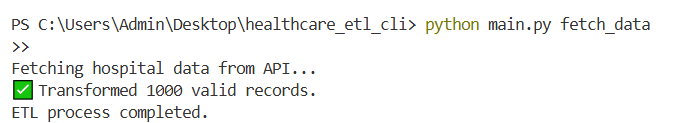 PS C:\Users\Admin\Desktop\healthcare_etl_cli> python main.py fetch_data
>>
Fetching hospital data from API...
✅ Transformed 1000 valid records.
ETL process completed.